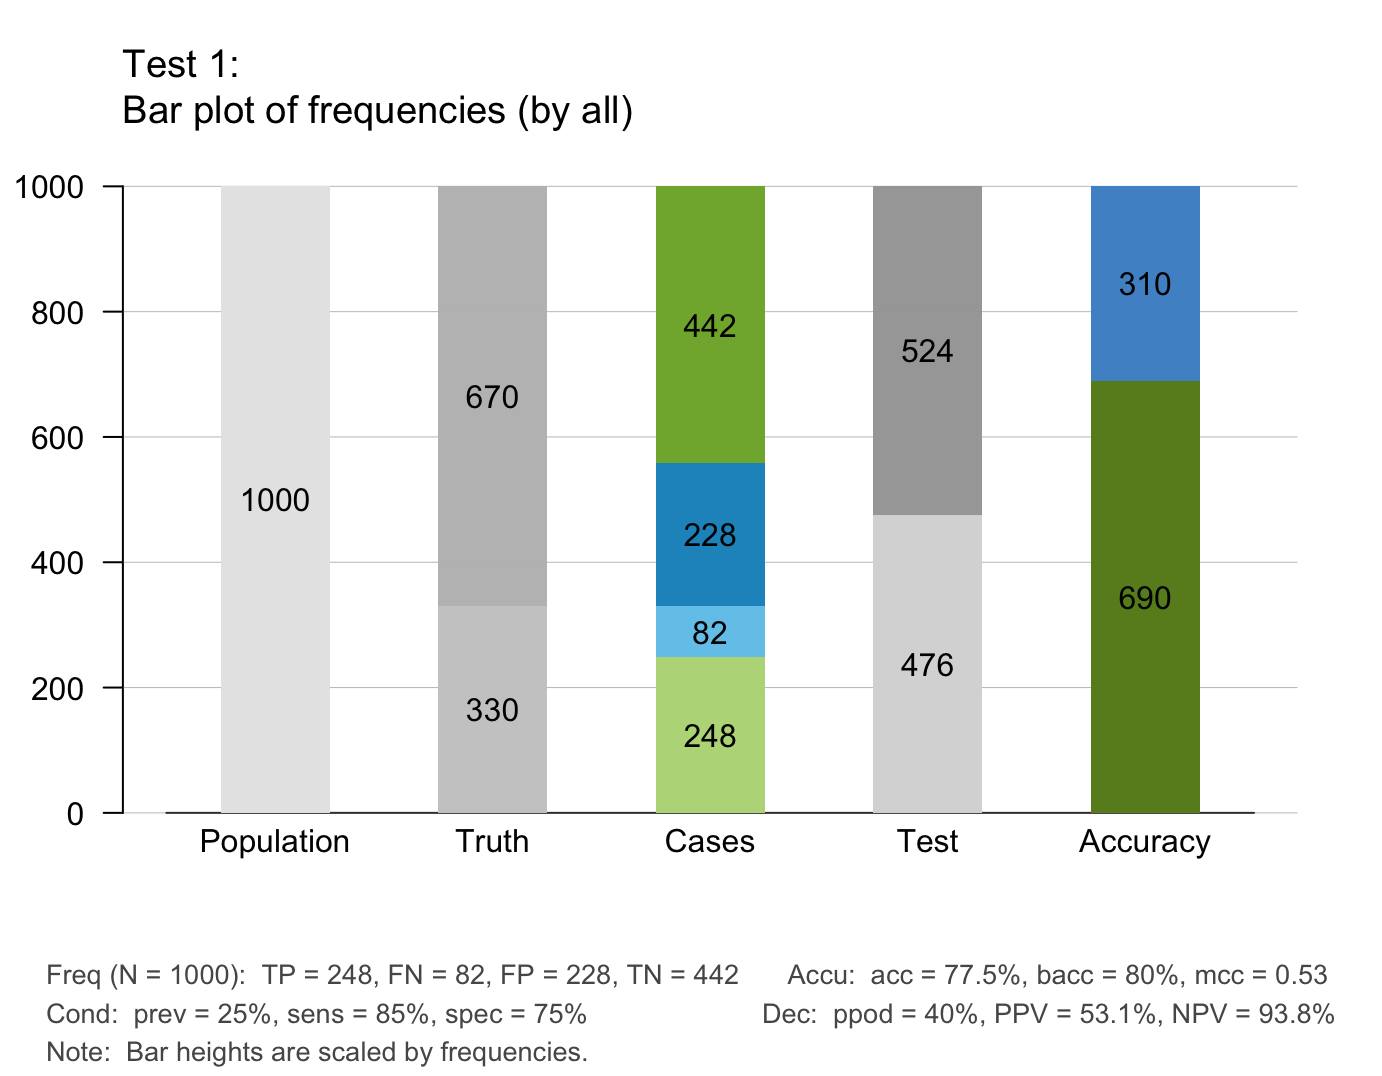 Test 1:
Bar plot of frequencies (by all)
1000
800
600
400
200
0
1000
670
330
442
228
82
248
524
476
310
690
Population
Truth
Cases
Test
Accuracy
Freq (N = 1000):  TP = 248, FN = 82, FP = 228, TN = 442
Accu:  acc = 77.5%, bacc = 80%, mcc = 0.53
Cond:  prev = 25%, sens = 85%, spec = 75%
Dec:  ppod = 40%, PPV = 53.1%, NPV = 93.8%
Note:  Bar heights are scaled by frequencies.